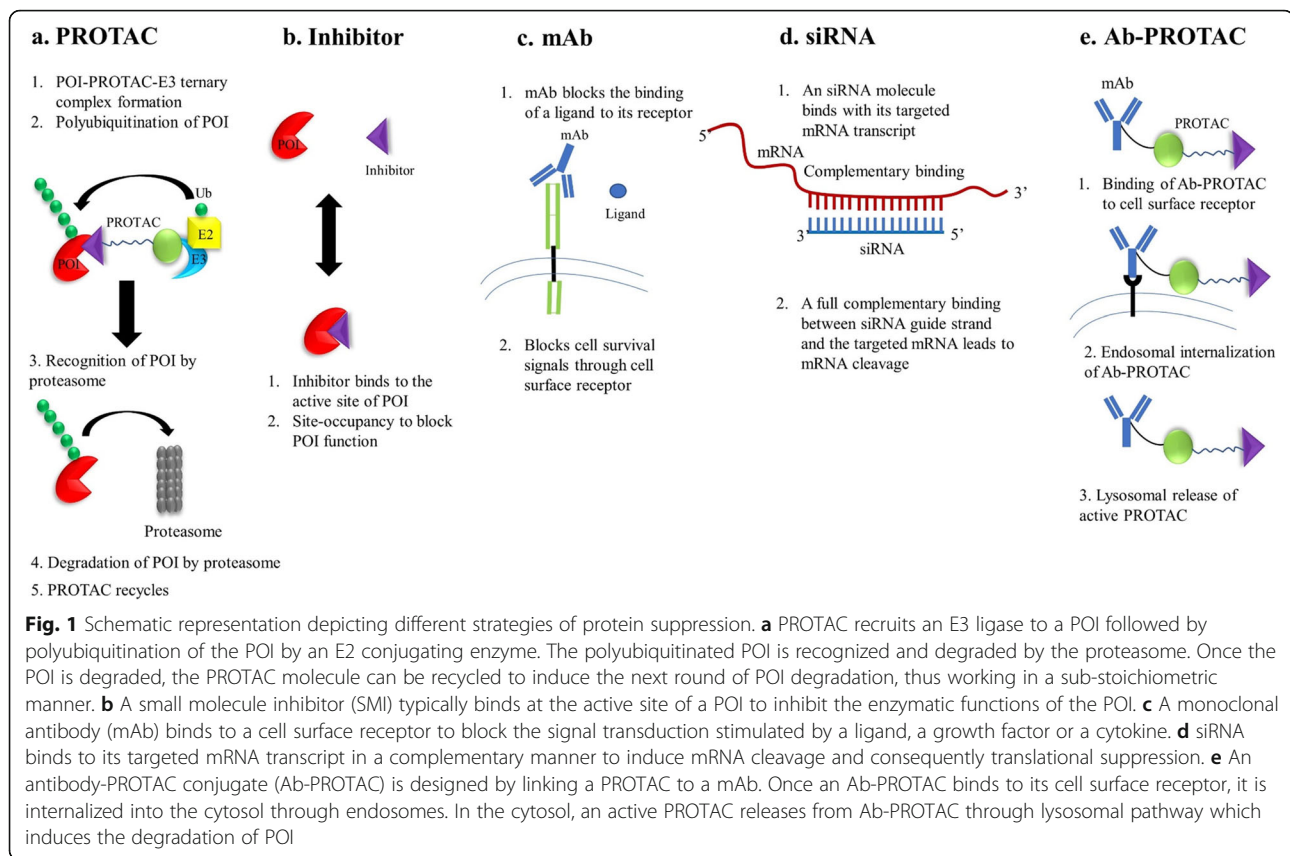 a. PROTAC
1. POI-PROTAC-E3 ternary
complex formation
2. Polyubiquitination of POI
Ub
PROTAC
E2
POI
E3
3. Recognition of POI by
proteasome
Proteasome
4. Degradation of POI by proteasome
5. PROTAC recycles
b. Inhibitor
POI
Inhibitor
1. Inhibitor binds to the
active site of POI
2. Site-occupancy to block
POI function
c. mAb
1. mAb blocks the binding
of a ligand to its receptor
mAb
Ligand
2. Blocks cell survival
signals through cell
surface receptor
d. siRNA
1. An siRNA molecule
binds with its targeted
mRNA transcript
5'
mRNA
Complementary binding
3’
3'
5’
siRNA
2. A full complementary binding
between siRNA guide strand
and the targeted mRNA leads to
mRNA cleavage
e. Ab-PROTAC
mAb
PROTAC
1. Binding of Ab-PROTAC
to cell surface receptor
2. Endosomal internalization
of Ab-PROTAC
3. Lysosomal release of
active PROTAC
Fig. 1 Schematic representation depicting different strategies of protein suppression. a PROTAC recruits an E3 ligase to a POI followed by
polyubiquitination of the POI by an E2 conjugating enzyme. The polyubiquitinated POI is recognized and degraded by the proteasome. Once the
POI is degraded, the PROTAC molecule can be recycled to induce the next round of POI degradation, thus working in a sub-stoichiometric
manner. b A small molecule inhibitor (SMI) typically binds at the active site of a POI to inhibit the enzymatic functions of the POI. c A monoclonal
antibody (mAb) binds to a cell surface receptor to block the signal transduction stimulated by a ligand, a growth factor or a cytokine. d siRNA
binds to its targeted mRNA transcript in a complementary manner to induce mRNA cleavage and consequently translational suppression. e An
antibody-PROTAC conjugate (Ab-PROTAC) is designed by linking a PROTAC to a mAb. Once an Ab-PROTAC binds to its cell surface receptor, it is
internalized into the cytosol through endosomes. In the cytosol, an active PROTAC releases from Ab-PROTAC through lysosomal pathway which
induces the degradation of POI